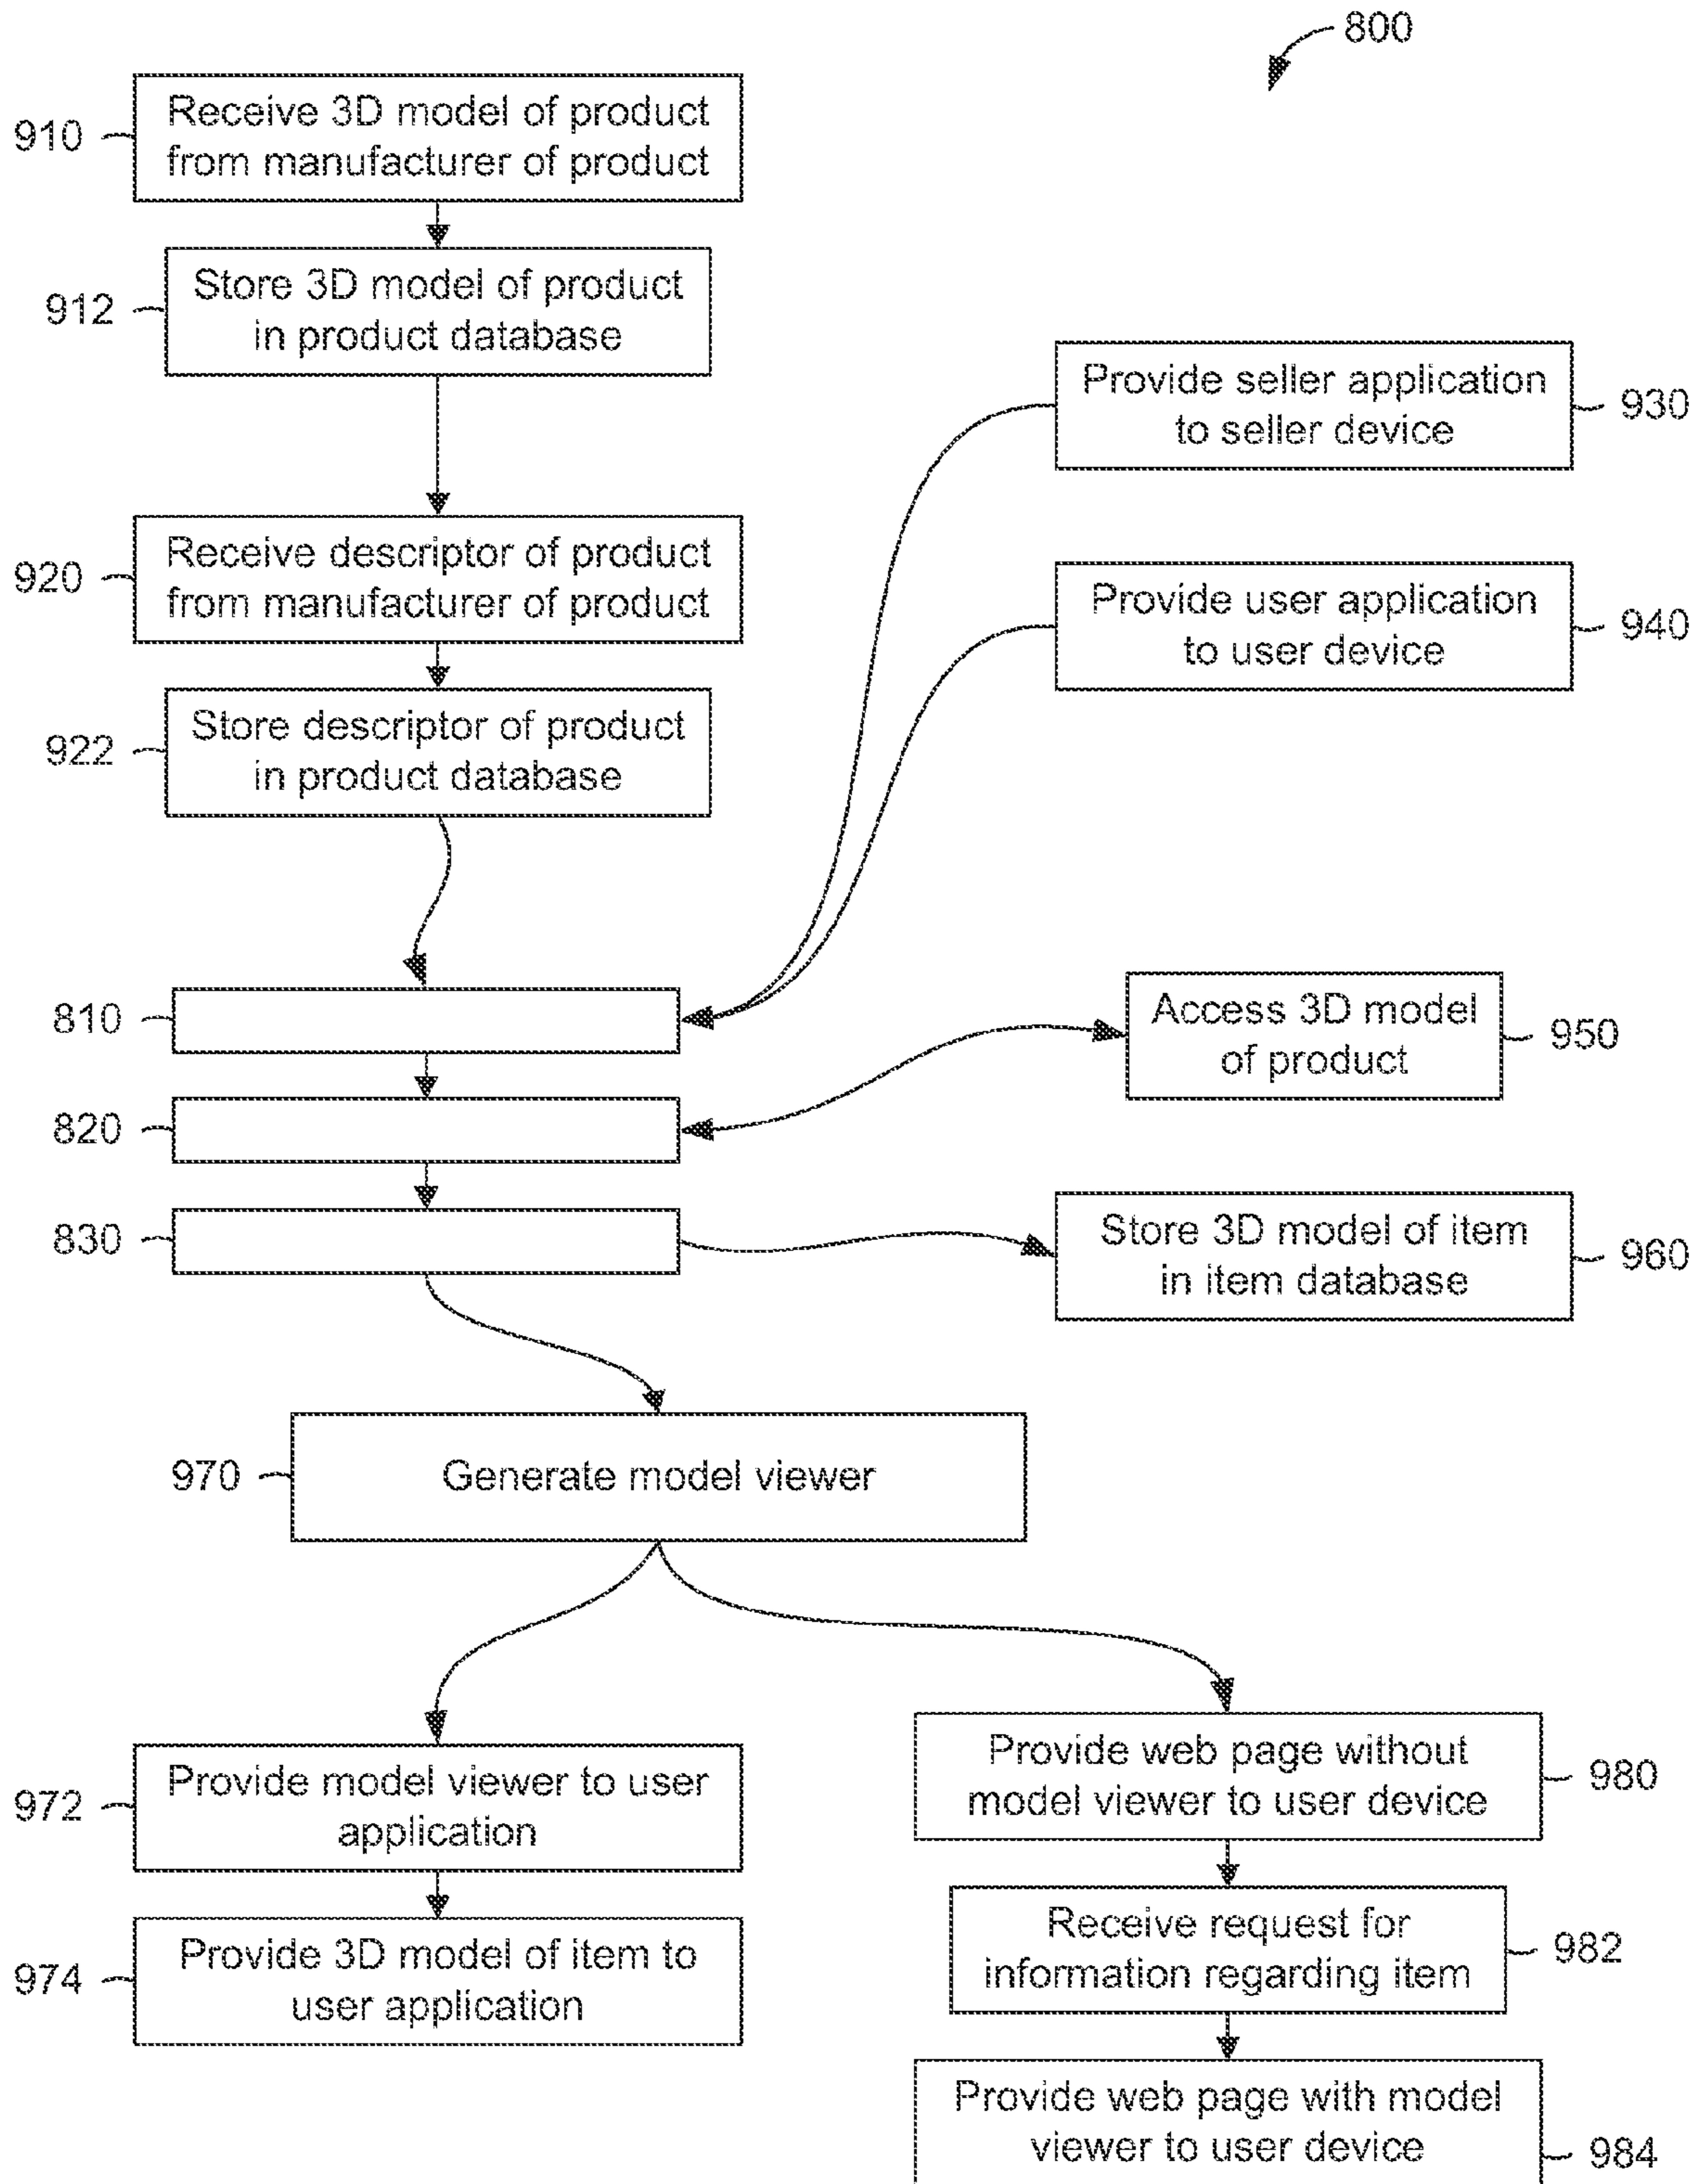 800
910
Receive 3D model of product
from manufacturer of product
912
Store 3D model of product
in product database
Provide seller application
to seller device
930
920
Receive descriptor of product
from manufacturer of product
Provide user application
to user device
940
922
Store descriptor of product
in product database
810
Access 3D model
of product
950
820
830
Store 3D model of item
in item database
960
970
Generate model viewer
972
Provide model viewer to user
application
Provide web page without
model viewer to user device
980
974
Provide 3D model of item to
user application
Receive request for
information regarding item
982
Provide web page with model
viewer to user device
984